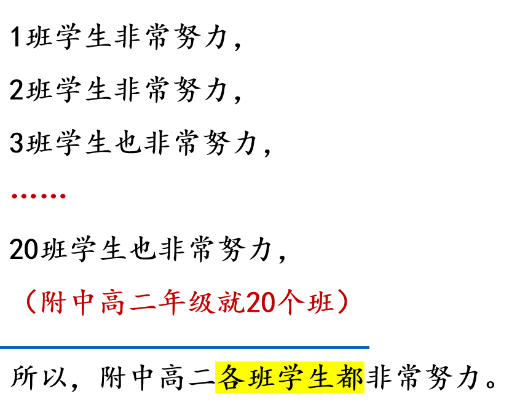 1班学生非常努力，
2班学生非常努力，
3班学生也非常努力，
……
20班学生也非常努力，
（附中高二年级就20个班）
所以，附中高二各班学生都非常努力。